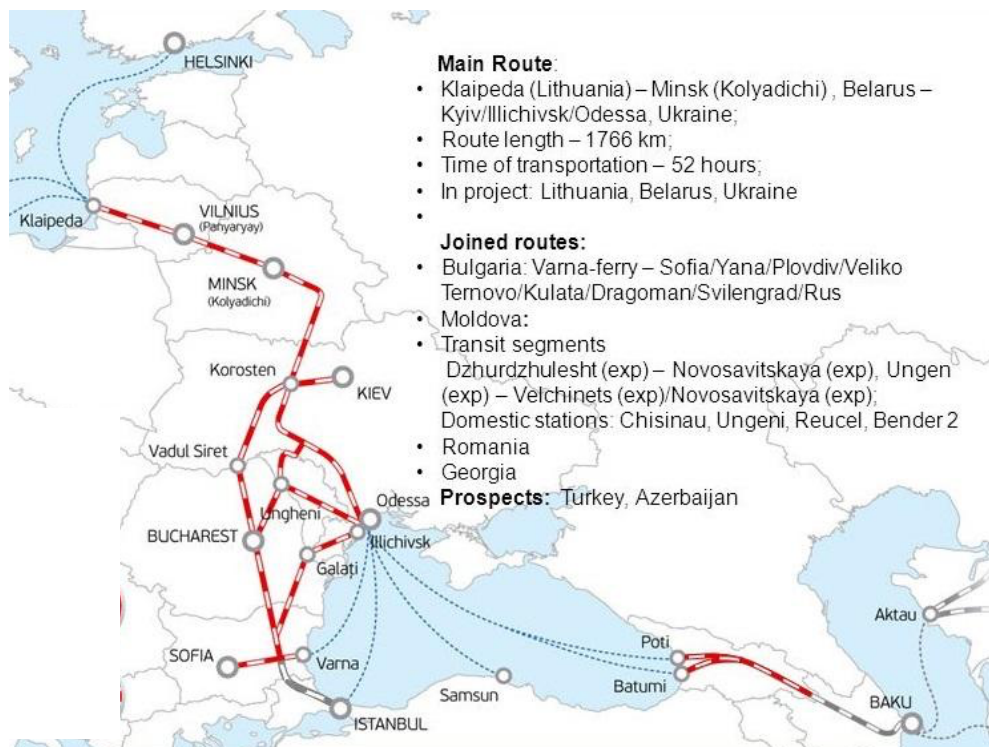 HELSINKI
Main Route:
• Klaipeda (Lithuania) – Minsk (Kolyadichi) , Belarus –
Kyiv/Illichivsk/Odessa, Ukraine;
• Route length – 1766 km;
• Time of transportation – 52 hours;
• In project: Lithuania, Belarus, Ukraine
•
Joined routes:
• Bulgaria: Varna-ferry – Sofia/Yana/Plovdiv/Veliko
Ternovo/Kulata/Dragoman/Svilengrad/Rus
• Moldova:
• Transit segments
Dzhurdzhulesht (exp) – Novosavitskaya (exp), Ungen
(exp) – Velchinets (exp)/Novosavitskaya (exp);
Domestic stations: Chisinau, Ungeni, Reucel, Bender 2
• Romania
• Georgia
Prospects: Turkey, Azerbaijan
Klaipeda
VILNIUS
(Panyaryay)
MINSK
(Kolyadichi)
Korosten
KIEV
Vadul Siret
Ungheni
Odessa
Illichivsk
BUCHAREST
Galaţi
SOFIA
Varna
ISTANBUL
Samsun
Poti
Batumi
Aktau
BAKU